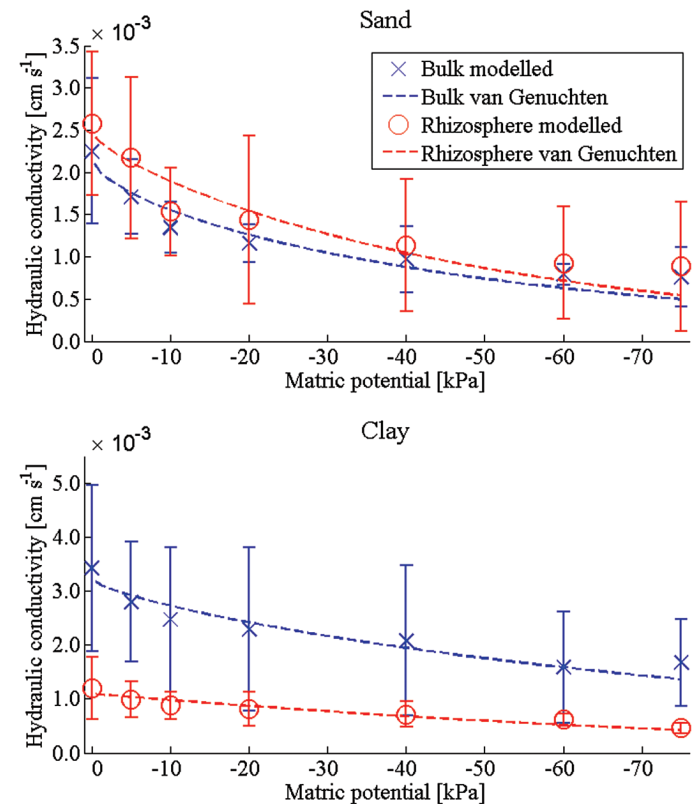 Sand
× 10⁻³
Hydraulic conductivity [cm s⁻¹]
3.5
3.0
2.5
2.0
1.5
1.0
0.5
0.0
Bulk modelled
Bulk van Genuchten
Rhizosphere modelled
Rhizosphere van Genuchten
0 -10 -20 -30 -40 -50 -60 -70
Matric potential [kPa]
Clay
× 10⁻³
Hydraulic conductivity [cm s⁻¹]
5.0
4.0
3.0
2.0
1.0
0.0
0 -10 -20 -30 -40 -50 -60 -70
Matric potential [kPa]